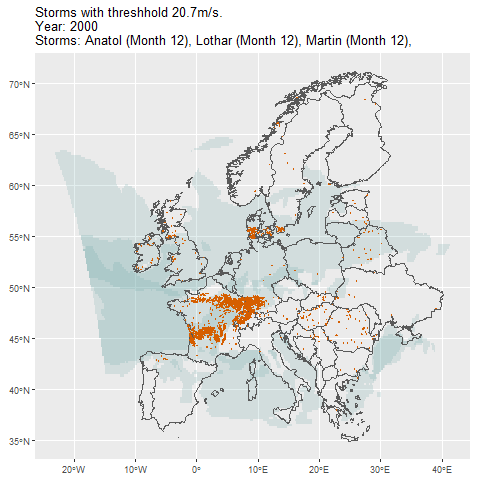 Storms with threshhold 20.7m/s.
Year: 2000
Storms: Anatol (Month 12), Lothar (Month 12), Martin (Month 12),
70°N
65°N
60°N
55°N
50°N
45°N
40°N
35°N
20°W
10°W
0°
10°E
20°E
30°E
40°E